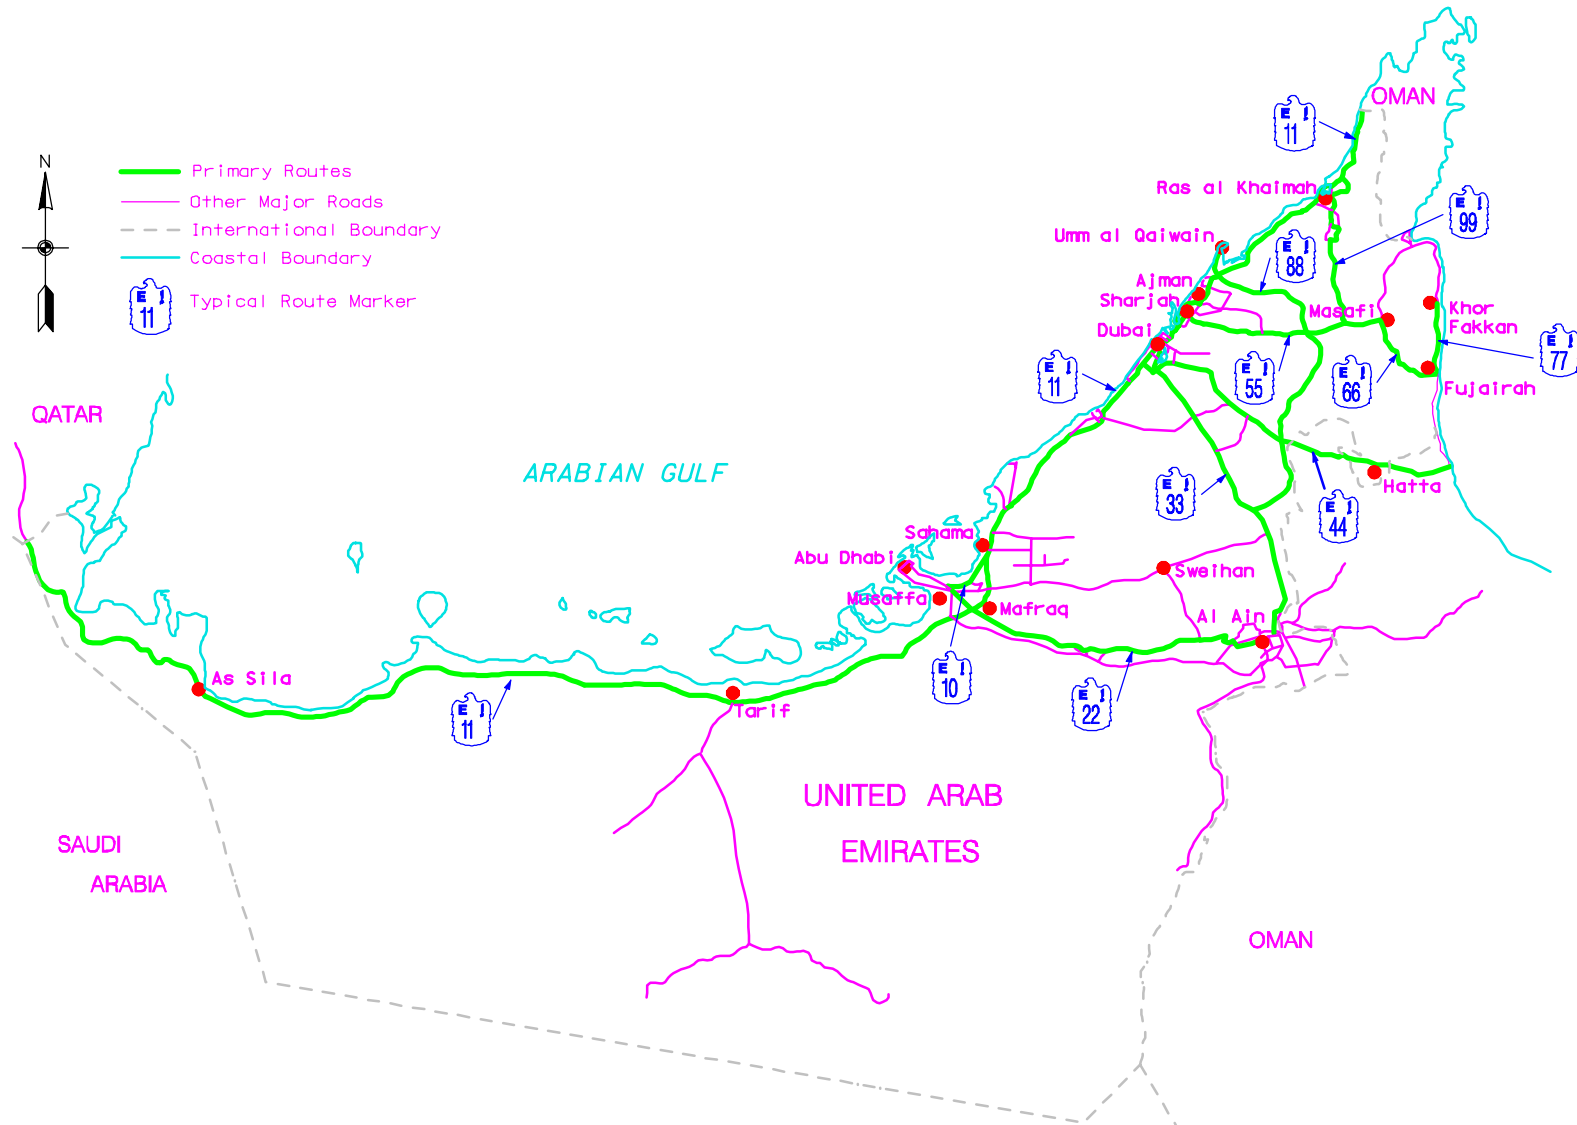 OMAN
E 11
N
Primary Routes
Other Major Roads
International Boundary
Coastal Boundary
E 11
Typical Route Marker
Ras al Khaimah
E 99
Umm al Qaiwain
E 88
Ajman
Sharjah
Masafi
Khor
Fakkan
Dubai
E 11
E 55
E 66
E 77
Fujairah
QATAR
ARABIAN GULF
Hatta
E 33
E 44
Sahama
Abu Dhabi
Sweihan
Musaffa
Mafraq
Al Ain
As Sila
E 10
E 11
Tarif
E 22
UNITED ARAB
EMIRATES
SAUDI
ARABIA
OMAN